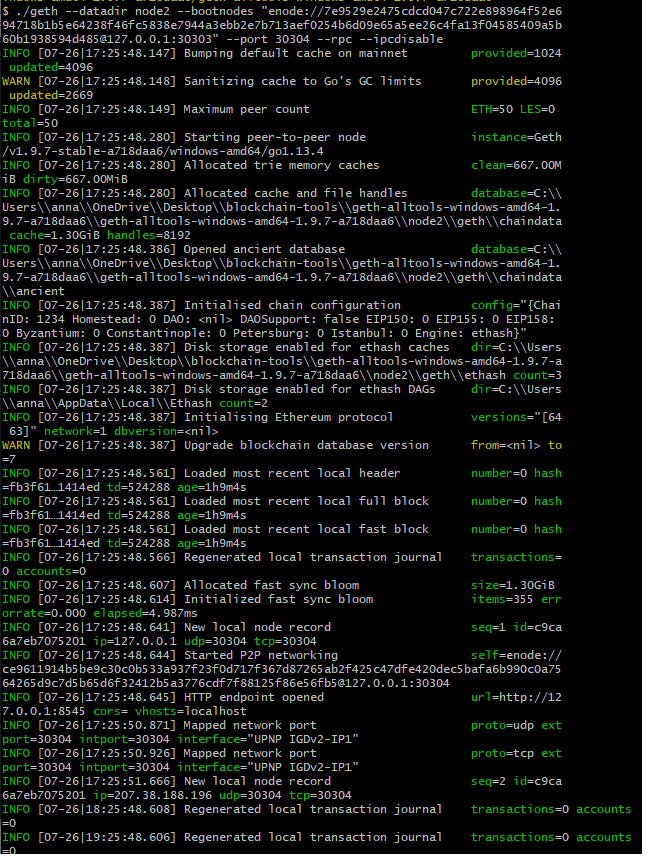 $ ./geth --datadir node2 --bootnodes "enode://7e9529e2475cdcd047c722e898964f52e6
94718b1b5e64238f46fc5838e7944a3ebb2e7b713aef0254b6d09e65a5ee26c4fa13f04585409a5b
60b1938594d485@127.0.0.1:30303" --port 30304 --rpc --ipcdisable
INFO [07-26|17:25:48.147] Bumping default cache on mainnet provided=1024
updated=4096
WARN [07-26|17:25:48.148] Sanitizing cache to Go's GC limits provided=4096
updated=2669
INFO [07-26|17:25:48.149] Maximum peer count ETH=50 LES=0
total=50
INFO [07-26|17:25:48.280] Starting peer-to-peer node instance=Geth
/v1.9.7-stable-a718daa6/windows-amd64/go1.13.4
INFO [07-26|17:25:48.280] Allocated trie memory caches clean=667.00M
iB dirty=667.00MiB
INFO [07-26|17:25:48.280] Allocated cache and file handles database=C:\\
Users\\anna\\OneDrive\\Desktop\\blockchain-tools\\geth-alltools-windows-amd64-1.
9.7-a718daa6\\geth-alltools-windows-amd64-1.9.7-a718daa6\\node2\\geth\\chaindata
cache=1.30GiB handles=8192
INFO [07-26|17:25:48.386] Opened ancient database database=C:\\
Users\\anna\\OneDrive\\Desktop\\blockchain-tools\\geth-alltools-windows-amd64-1.
9.7-a718daa6\\geth-alltools-windows-amd64-1.9.7-a718daa6\\node2\\geth\\chaindata
\\ancient
INFO [07-26|17:25:48.387] Initialised chain configuration config="{Chai
nID: 1234 Homestead: 0 DAO: <nil> DAOSupport: false EIP150: 0 EIP155: 0 EIP158:
0 Byzantium: 0 Constantinople: 0 Petersburg: 0 Istanbul: 0 Engine: ethash}"
INFO [07-26|17:25:48.387] Disk storage enabled for ethash caches dir=C:\\Users
\\anna\\OneDrive\\Desktop\\blockchain-tools\\geth-alltools-windows-amd64-1.9.7-a
718daa6\\geth-alltools-windows-amd64-1.9.7-a718daa6\\node2\\geth\\ethash count=3
INFO [07-26|17:25:48.387] Disk storage enabled for ethash DAGs dir=C:\\Users
\\anna\\AppData\\Local\\Ethash count=2
INFO [07-26|17:25:48.387] Initialising Ethereum protocol versions="[64
63]" network=1 dbversion=<nil>
WARN [07-26|17:25:48.387] Upgrade blockchain database version from=<nil> to
=7
INFO [07-26|17:25:48.561] Loaded most recent local header number=0 hash
=fb3f61…1414ed td=524288 age=1h9m4s
INFO [07-26|17:25:48.561] Loaded most recent local full block number=0 hash
=fb3f61…1414ed td=524288 age=1h9m4s
INFO [07-26|17:25:48.561] Loaded most recent local fast block number=0 hash
=fb3f61…1414ed td=524288 age=1h9m4s
INFO [07-26|17:25:48.566] Regenerated local transaction journal transactions=
0 accounts=0
INFO [07-26|17:25:48.607] Allocated fast sync bloom size=1.30GiB
INFO [07-26|17:25:48.614] Initialized fast sync bloom items=355 err
orrate=0.000 elapsed=4.987ms
INFO [07-26|17:25:48.641] New local node record seq=1 id=c9ca
6a7eb7075201 ip=127.0.0.1 udp=30304 tcp=30304
INFO [07-26|17:25:48.644] Started P2P networking self=enode://
ce9611914b5be9c30c0b533a937f23f0d717f367d87265ab2f425c47dfe420dec5bafa6b990c0a75
64265d9c7d5b65d6f32412b5a3776cdf7f88125f86e56fb5@127.0.0.1:30304
INFO [07-26|17:25:48.645] HTTP endpoint opened url=http://12
7.0.0.1:8545 cors= vhosts=localhost
INFO [07-26|17:25:50.871] Mapped network port proto=udp ext
port=30304 intport=30304 interface="UPNP IGDv2-IP1"
INFO [07-26|17:25:50.926] Mapped network port proto=tcp ext
port=30304 intport=30304 interface="UPNP IGDv2-IP1"
INFO [07-26|17:25:51.666] New local node record seq=2 id=c9ca
6a7eb7075201 ip=207.38.188.196 udp=30304 tcp=30304
INFO [07-26|18:25:48.608] Regenerated local transaction journal transactions=0 accounts
=0
INFO [07-26|19:25:48.606] Regenerated local transaction journal transactions=0 accounts
=0